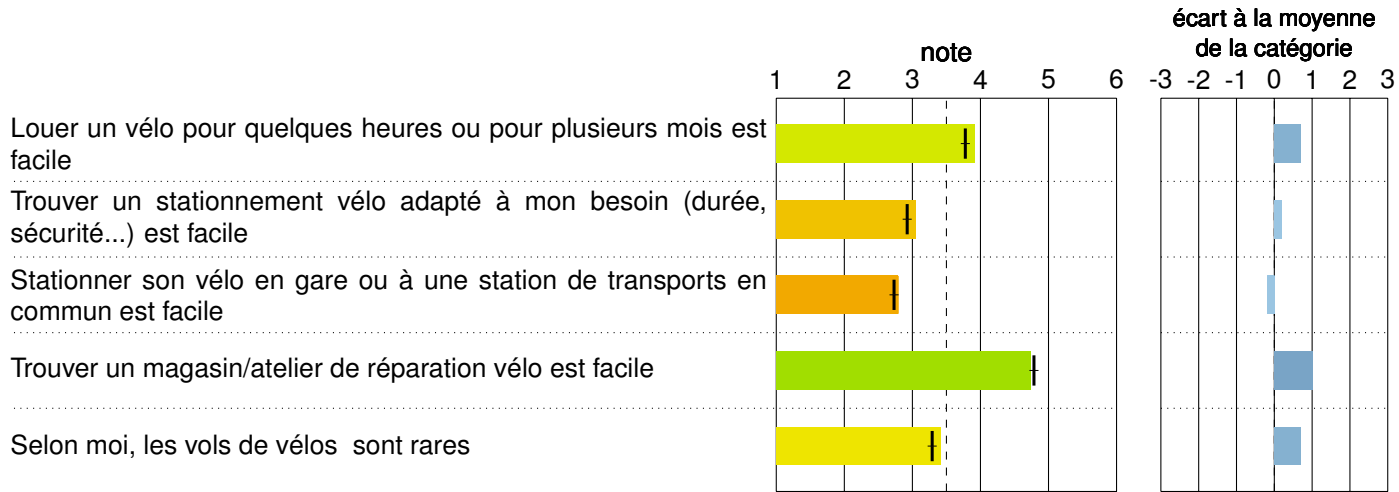 écart à la moyenne
note de la catégorie
1 2 3 4 5 6 -3 -2 -1 0 1 2 3
Louer un vélo pour quelques heures ou pour plusieurs mois est
facile
Trouver un stationnement vélo adapté à mon besoin (durée,
sécurité...) est facile
Stationner son vélo en gare ou à une station de transports en
commun est facile
Trouver un magasin/atelier de réparation vélo est facile
Selon moi, les vols de vélos sont rares